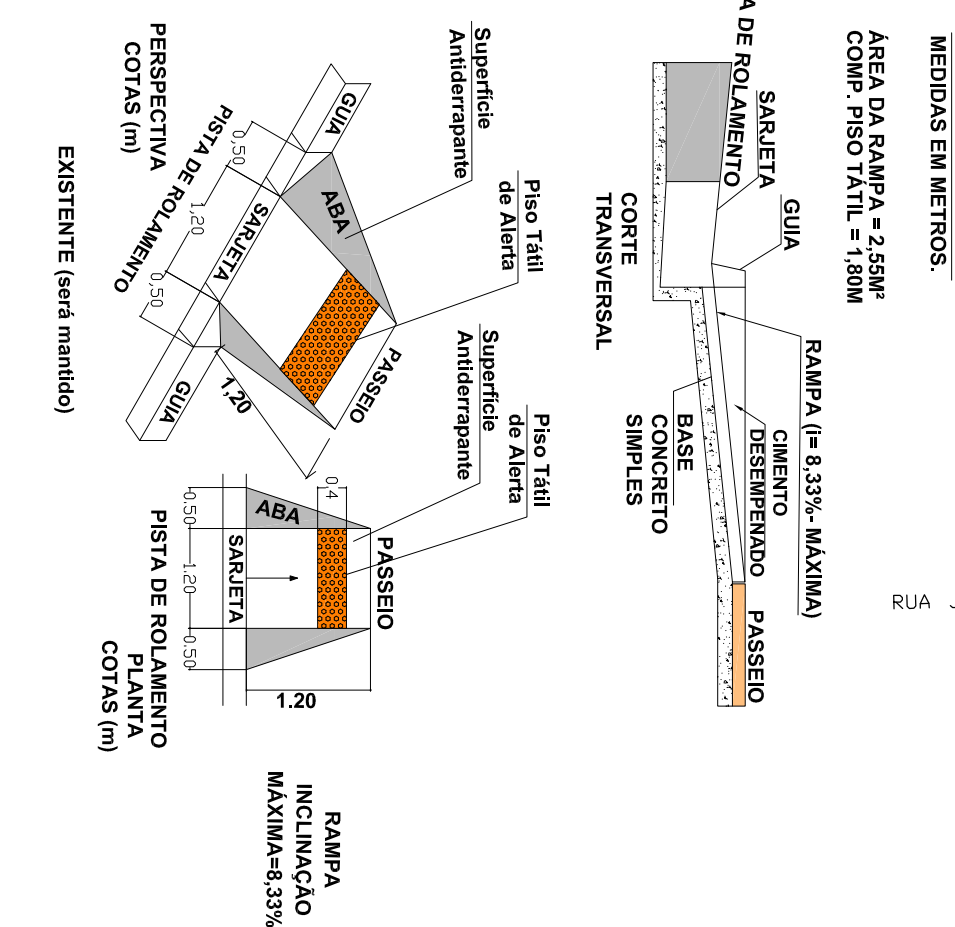 MEDIDAS EM METROS.
ÁREA DA RAMPA = 2,55M²
COMP. PISO TÁTIL = 1,80M
RUA
RAMPA (i= 8,33%- MÁXIMA)
GUIA
SARJETA
A DE ROLAMENTO
CIMENTO
DESEMPENADO
PASSEIO
BASE
CONCRETO
SIMPLES
CORTE
TRANSVERSAL
Piso Tátil
de Alerta
Superfície
Antiderrapante
GUIA
ABA
PASSEIO
SARJETA
GUIA
0,50
1,20
0,50
1,20
PISTA DE ROLAMENTO
PERSPECTIVA
COTAS (m)
EXISTENTE (será mantido)
Piso Tátil
de Alerta
Superfície
Antiderrapante
0,4
PASSEIO
ABA
SARJETA
0.50
1.20
0.50
1.20
PISTA DE ROLAMENTO
PLANTA
COTAS (m)
RAMPA
INCLINAÇÃO
MÁXIMA=8,33%